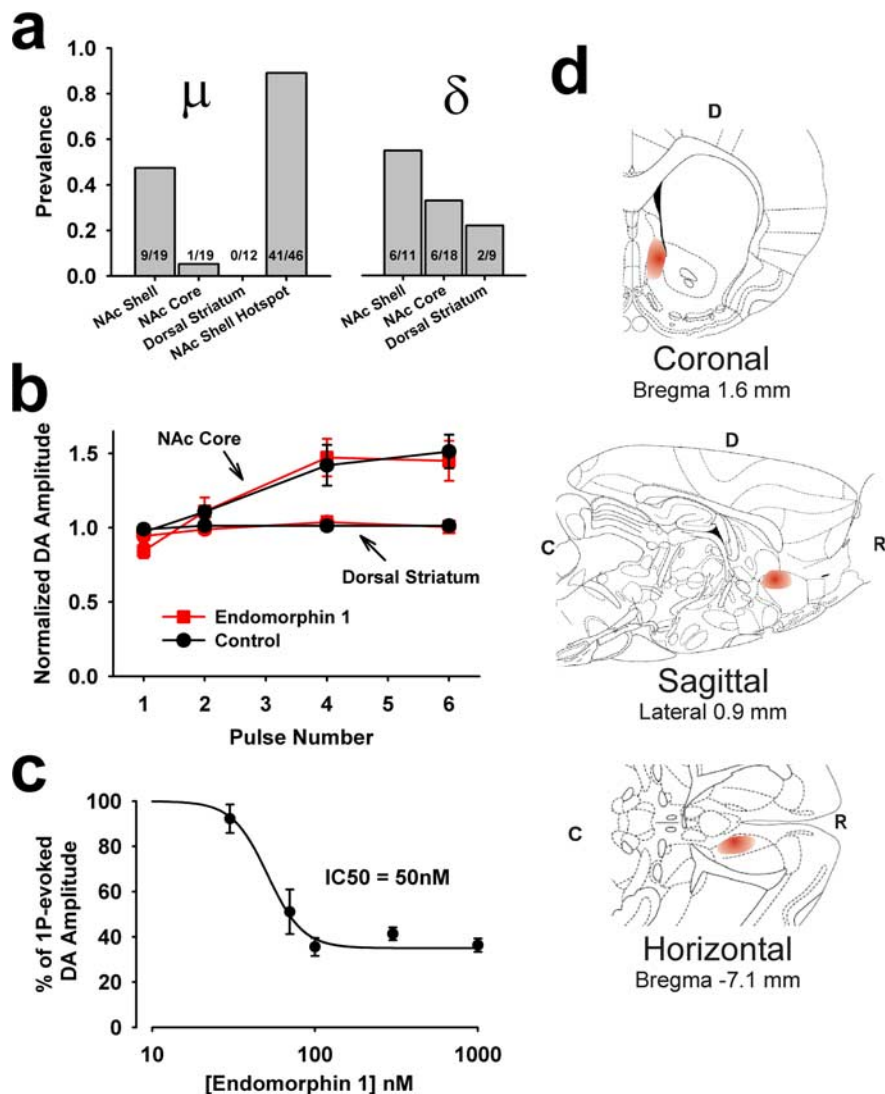 a
1.0
0.8
0.6
0.4
0.2
0.0
Prevalence
μ
9/19
1/19
0/12
41/46
NAc Shell
NAc Core
Dorsal Striatum
NAc Shell Hotspot
δ
6/11
6/18
2/9
NAc Shell
NAc Core
Dorsal Striatum
b
Normalized DA Amplitude
1.5
1.0
0.5
0.0
NAc Core
Dorsal Striatum
Endomorphin 1
Control
1 2 3 4 5 6
Pulse Number
c
% of 1P-evoked
DA Amplitude
100
80
60
40
20
0
IC50 = 50nM
10 100 1000
[Endomorphin 1] nM
d
D
Coronal
Bregma 1.6 mm
D
C
R
Sagittal
Lateral 0.9 mm
C
R
Horizontal
Bregma -7.1 mm